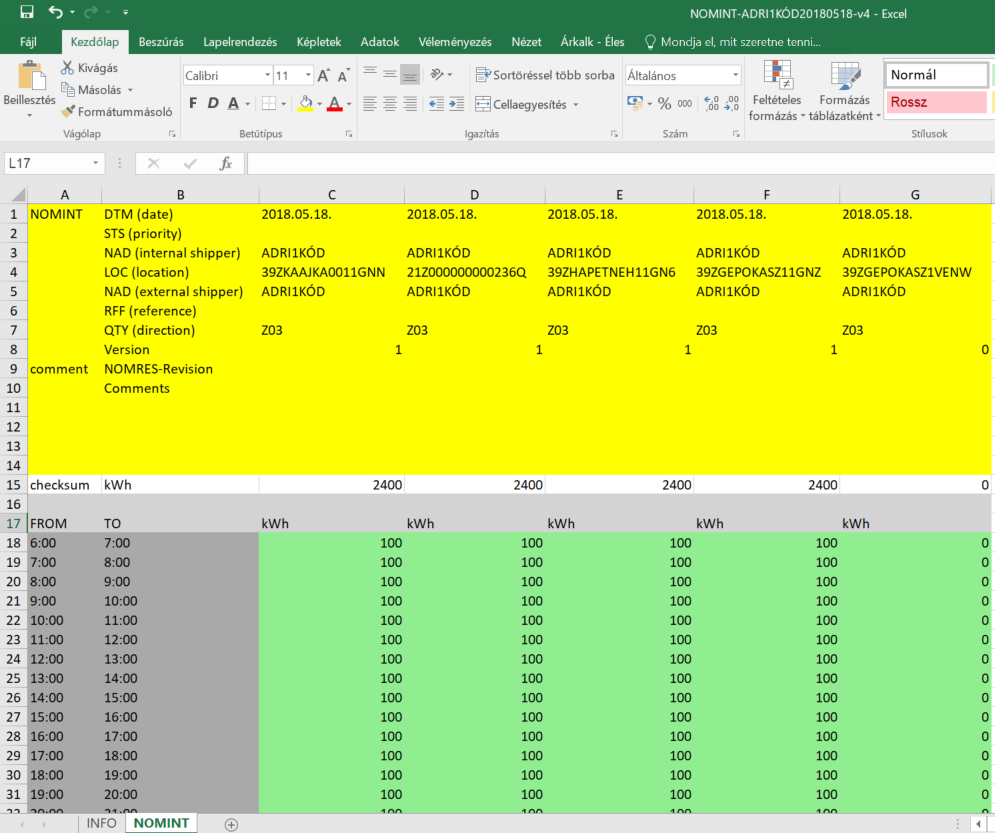 NOMINT-ADRI1KÓD20180518-v4 - Excel
Fájl Kezdőlap Beszúrás Lapelrendezés Képletek Adatok Véleményezés Nézet Árkalk - Éles Mondja el, mit szeretne tenni...
Kivágás
Másolás
Formátummásoló
Beillesztés
Vágólap
Calibri 11
F D A
Betűtípus
Sortöréssel több sorba
Cellaegyesítés
Igazítás
Általános
% 000 ,00 ,00
Szám
Feltételes formázás
Formázás táblázatként
Normál
Rossz
Stílusok
L17 fx
A B C D E F G
1 NOMINT DTM (date) 2018.05.18. 2018.05.18. 2018.05.18. 2018.05.18. 2018.05.18.
2 STS (priority)
3 NAD (internal shipper) ADRI1KÓD ADRI1KÓD ADRI1KÓD ADRI1KÓD ADRI1KÓD
4 LOC (location) 39ZKAAJKA0011GNN 21Z000000000236Q 39ZHAPETNEH11GN6 39ZGEPOKASZ11GNZ 39ZGEPOKASZ1VENW
5 NAD (external shipper) ADRI1KÓD ADRI1KÓD ADRI1KÓD ADRI1KÓD ADRI1KÓD
6 RFF (reference)
7 QTY (direction) Z03 Z03 Z03 Z03 Z03
8 Version 1 1 1 1 0
9 comment NOMRES-Revision
10 Comments
11
12
13
14
15 checksum kWh 2400 2400 2400 2400 0
16
17 FROM TO kWh kWh kWh kWh kWh
18 6:00 7:00 100 100 100 100 0
19 7:00 8:00 100 100 100 100 0
20 8:00 9:00 100 100 100 100 0
21 9:00 10:00 100 100 100 100 0
22 10:00 11:00 100 100 100 100 0
23 11:00 12:00 100 100 100 100 0
24 12:00 13:00 100 100 100 100 0
25 13:00 14:00 100 100 100 100 0
26 14:00 15:00 100 100 100 100 0
27 15:00 16:00 100 100 100 100 0
28 16:00 17:00 100 100 100 100 0
29 17:00 18:00 100 100 100 100 0
30 18:00 19:00 100 100 100 100 0
31 19:00 20:00 100 100 100 100 0
INFO NOMINT